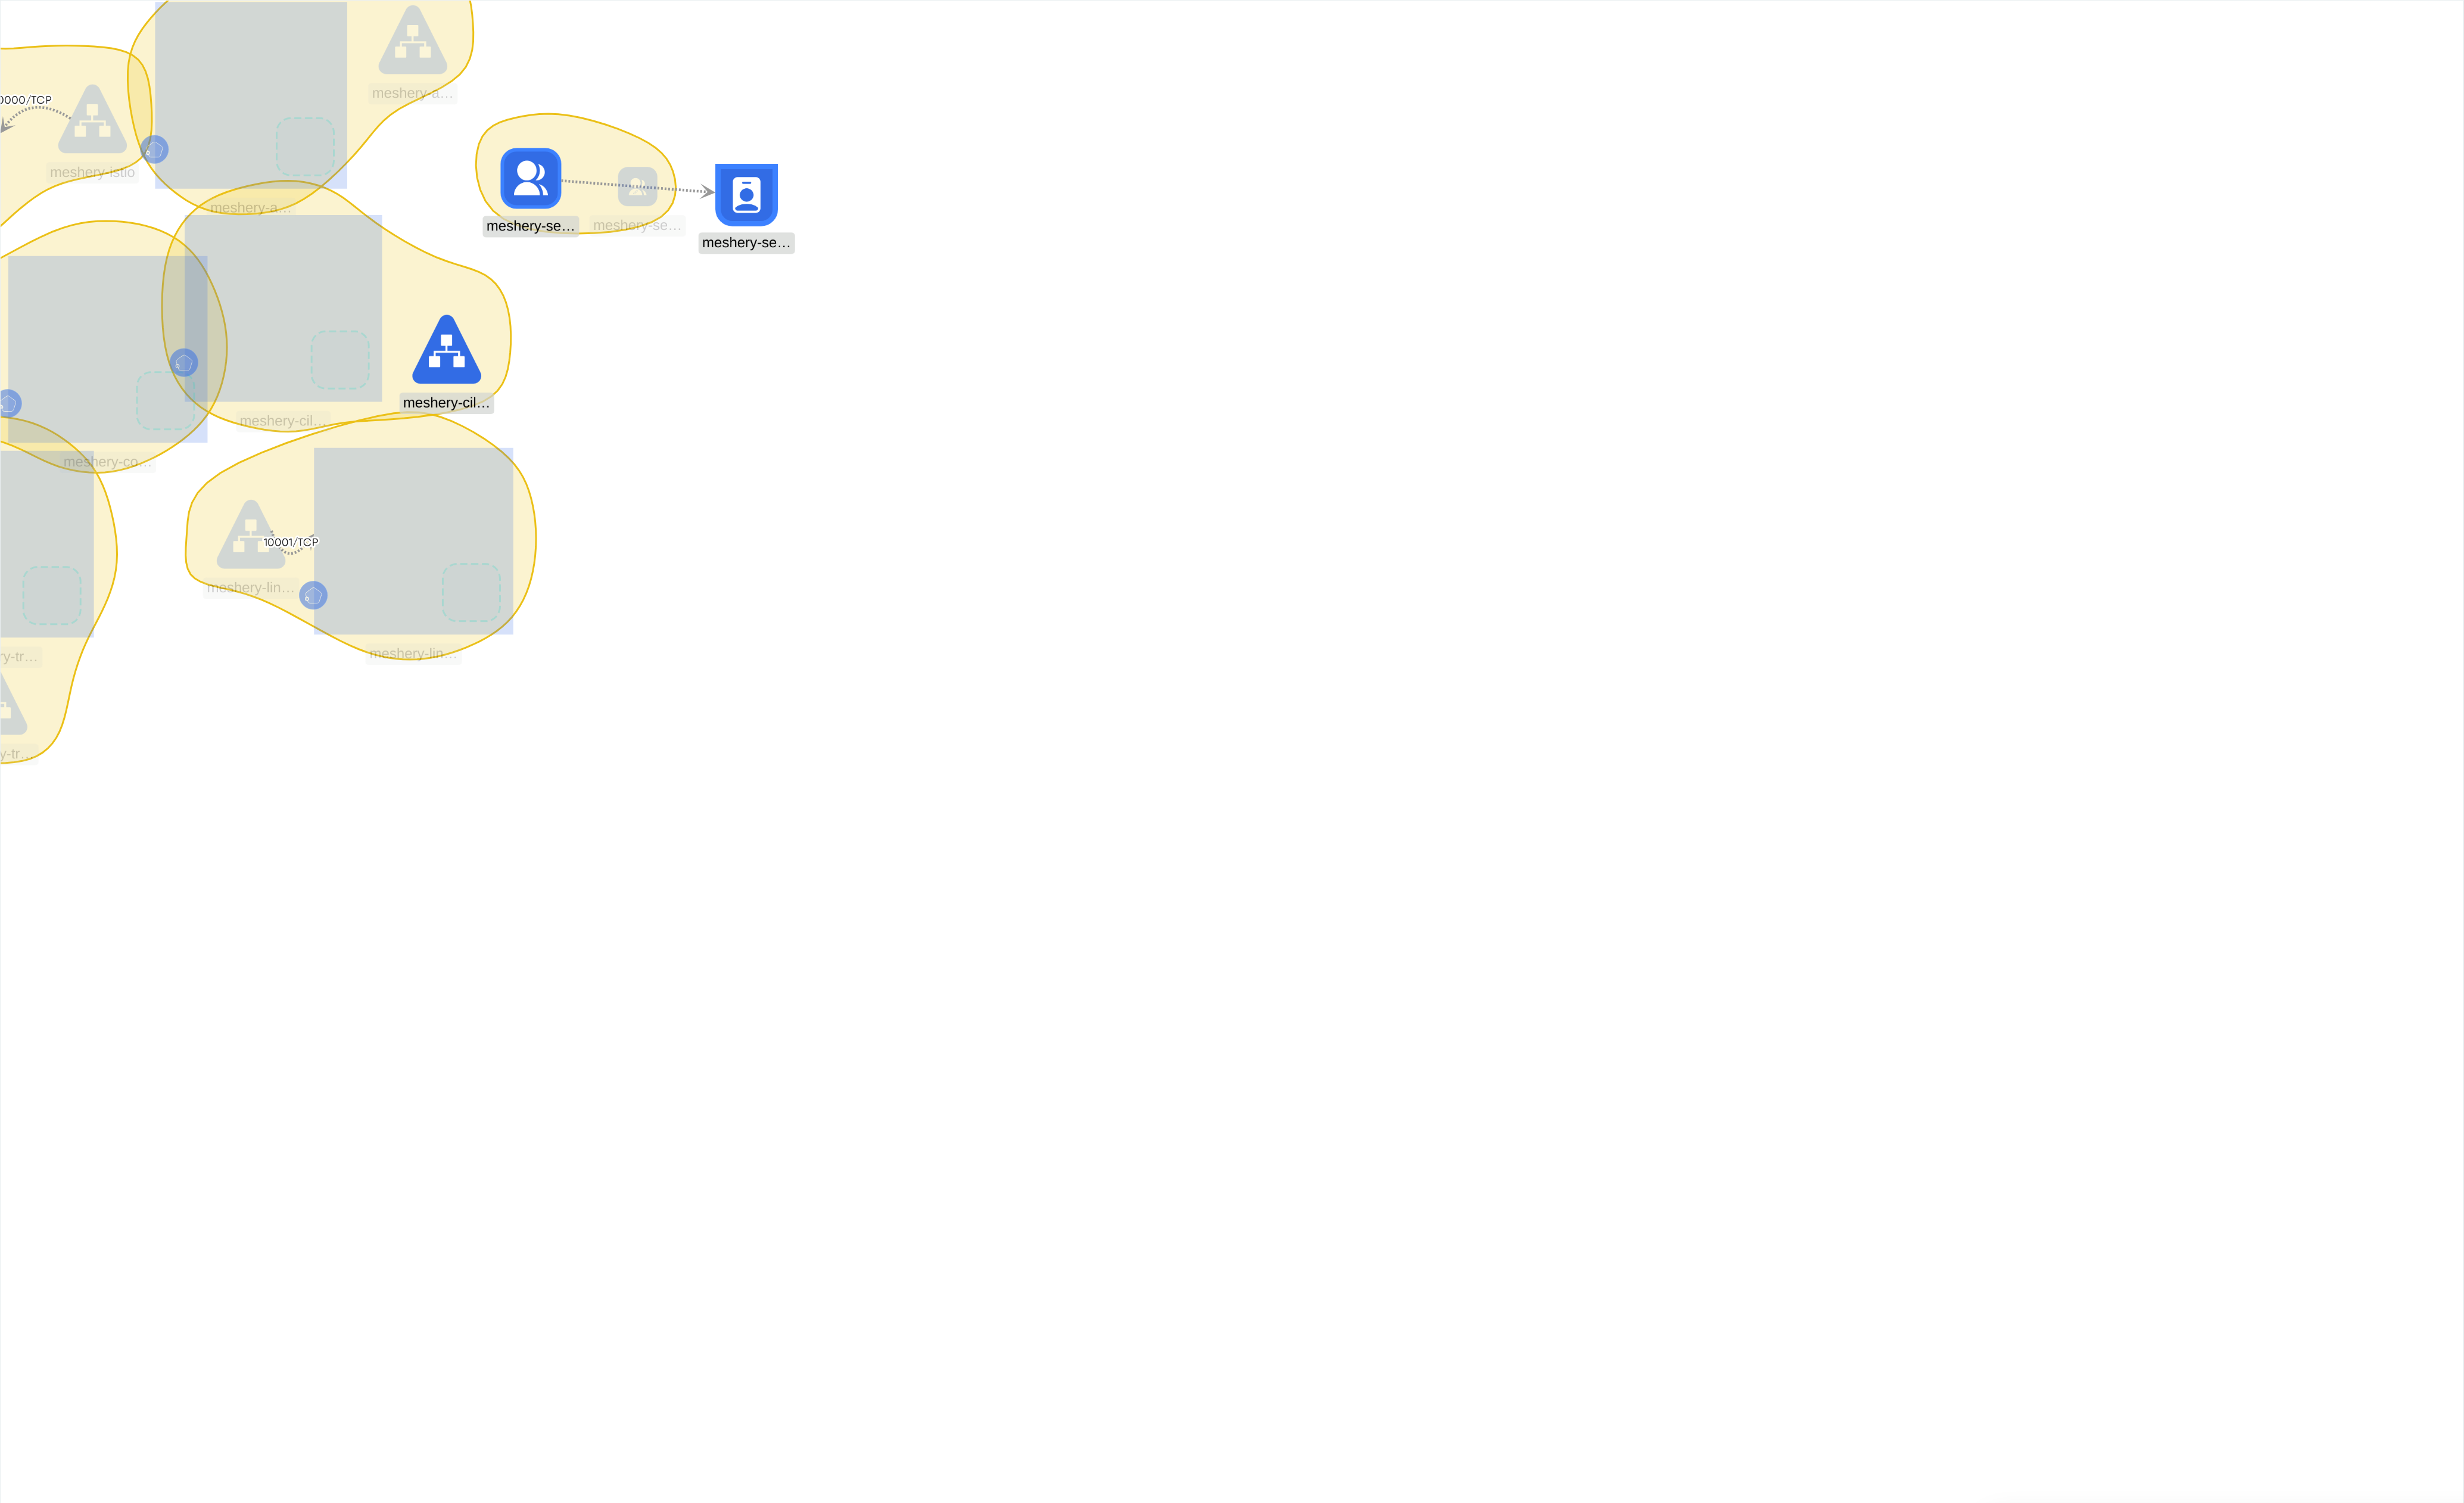 meshery-a…
0000/TCP
meshery-istio
meshery-a…
meshery-se…
meshery-se…
meshery-se…
meshery-cil…
meshery-cil…
meshery-co…
10001/TCP
meshery-lin…
meshery-lin…
ry-tr…
y-tr…